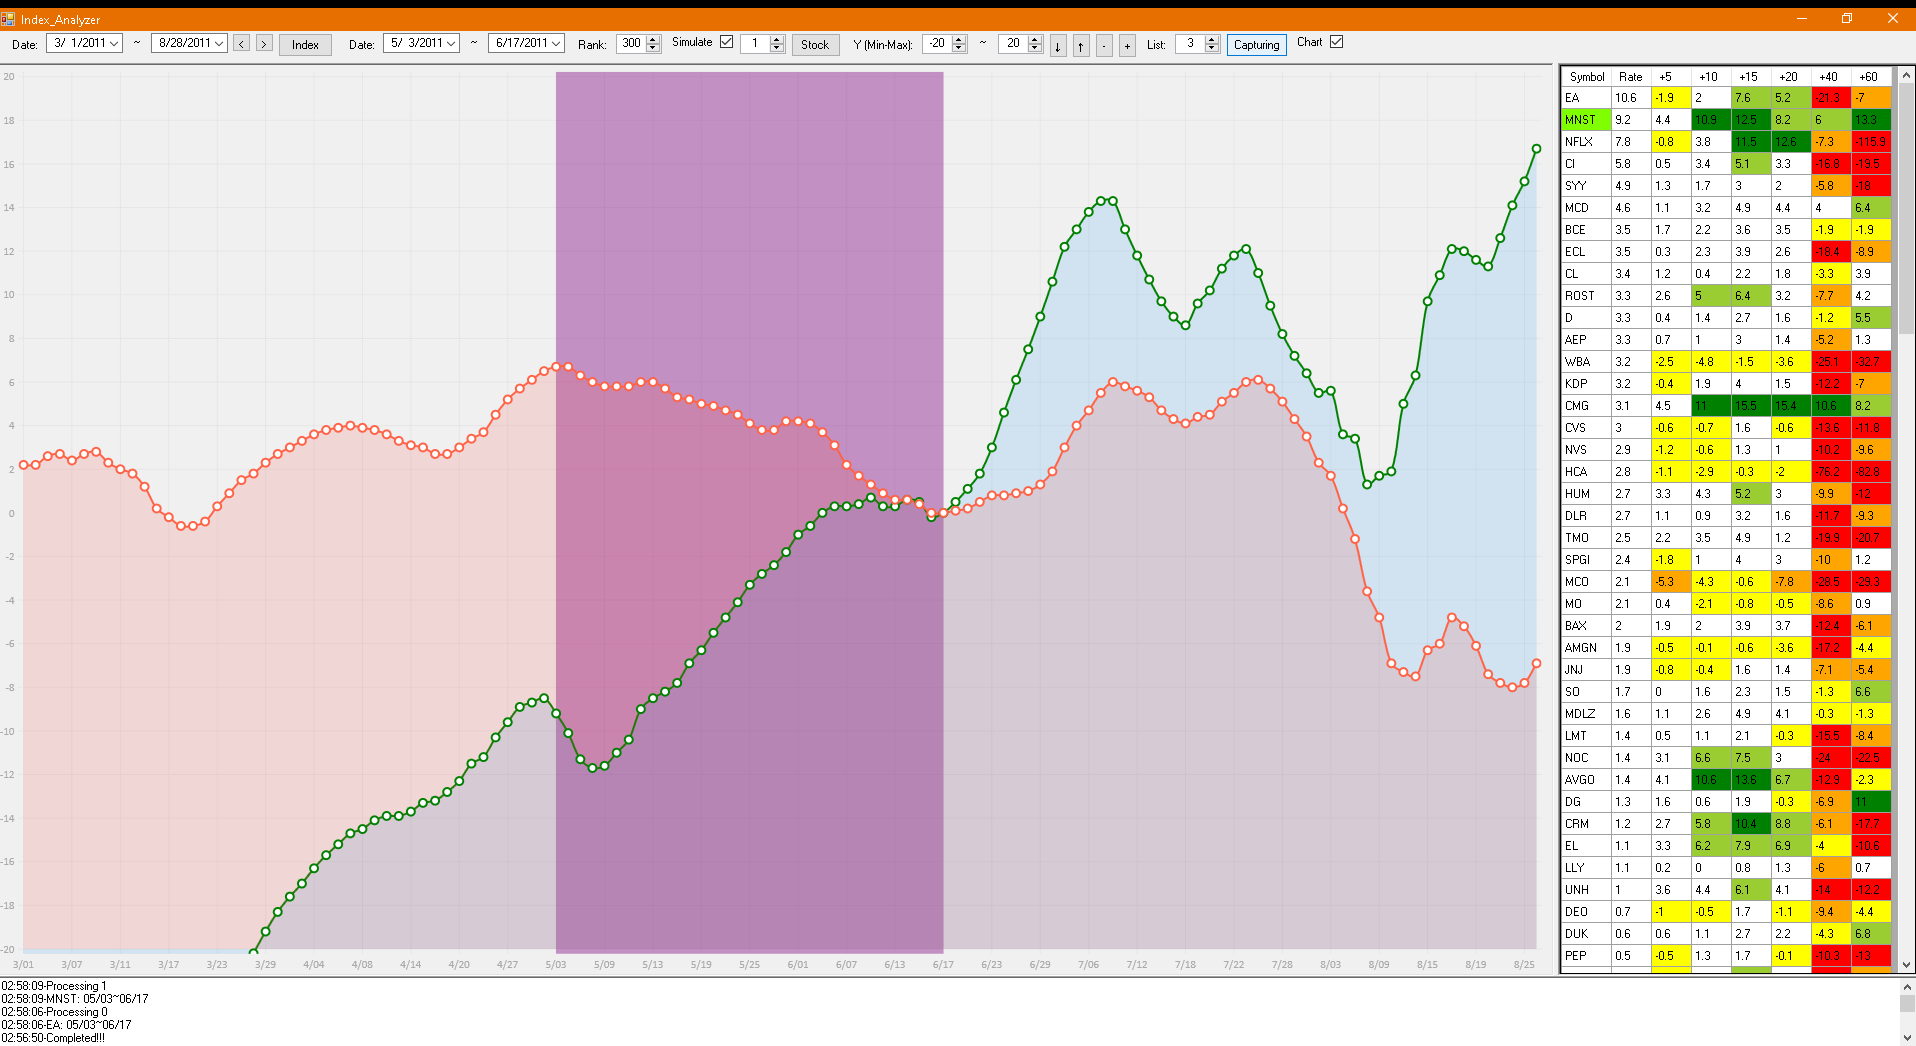 Index_Analyzer
Date: 3/ 1/2011 ~ 8/28/2011 < > Index Date: 5/ 3/2011 ~ 6/17/2011 Rank: 300 Simulate 1 Stock Y (Min-Max): -20 ~ 20 ↓ ↑ - + List: 3 Capturing Chart
20
18
16
14
12
10
8
6
4
2
0
-2
-4
-6
-8
-10
-12
-14
-16
-18
-20
3/01 3/07 3/11 3/17 3/23 3/29 4/04 4/08 4/14 4/20 4/27 5/03 5/09 5/13 5/19 5/25 6/01 6/07 6/13 6/17 6/23 6/29 7/06 7/12 7/18 7/22 7/28 8/03 8/09 8/15 8/19 8/25
Symbol Rate +5 +10 +15 +20 +40 +60
EA 10.6 -1.9 2 7.6 5.2 -21.3 -7
MNST 9.2 4.4 10.9 12.5 8.2 6 13.3
NFLX 7.8 -0.8 3.8 11.5 12.6 -7.3 -115.9
CI 5.8 0.5 3.4 5.1 3.3 -16.8 -19.5
SYY 4.9 1.3 1.7 3 2 -5.8 -18
MCD 4.6 1.1 3.2 4.9 4.4 4 6.4
BCE 3.5 1.7 2.2 3.6 3.5 -1.9 -1.9
ECL 3.5 0.3 2.3 3.9 2.6 -18.4 -8.9
CL 3.4 1.2 0.4 2.2 1.8 -3.3 3.9
ROST 3.3 2.6 5 6.4 3.2 -7.7 4.2
D 3.3 0.4 1.4 2.7 1.6 -1.2 5.5
AEP 3.3 0.7 1 3 1.4 -5.2 1.3
WBA 3.2 -2.5 -4.8 -1.5 -3.6 -25.1 -32.7
KDP 3.2 -0.4 1.9 4 1.5 -12.2 -7
CMG 3.1 4.5 11 15.5 15.4 10.6 8.2
CVS 3 -0.6 -0.7 1.6 -0.6 -13.6 -11.8
NVS 2.9 -1.2 -0.6 1.3 1 -10.2 -9.6
HCA 2.8 -1.1 -2.9 -0.3 -2 -76.2 -82.8
HUM 2.7 3.3 4.3 5.2 3 -9.9 -12
DLR 2.7 1.1 0.9 3.2 1.6 -11.7 -9.3
TMO 2.5 2.2 3.5 4.9 1.2 -19.9 -20.7
SPGI 2.4 -1.8 1 4 3 -10 1.2
MCO 2.1 -5.3 -4.3 -0.6 -7.8 -28.5 -29.3
MO 2.1 0.4 -2.1 -0.8 -0.5 -8.6 0.9
BAX 2 1.9 2 3.9 3.7 -12.4 -6.1
AMGN 1.9 -0.5 -0.1 -0.6 -3.6 -17.2 -4.4
JNJ 1.9 -0.8 -0.4 1.6 1.4 -7.1 -5.4
SO 1.7 0 1.6 2.3 1.5 -1.3 6.6
MDLZ 1.6 1.1 2.6 4.9 4.1 -0.3 -1.3
LMT 1.4 0.5 1.1 2.1 -0.3 -15.5 -8.4
NOC 1.4 3.1 6.6 7.5 3 -24 -22.5
AVGO 1.4 4.1 10.6 13.6 6.7 -12.9 -2.3
DG 1.3 1.6 0.6 1.9 -0.3 -6.9 11
CRM 1.2 2.7 5.8 10.4 8.8 -6.1 -17.7
EL 1.1 3.3 6.2 7.9 6.9 -4 -10.6
LLY 1.1 0.2 0 0.8 1.3 -6 0.7
UNH 1 3.6 4.4 6.1 4.1 -14 -12.2
DEO 0.7 -1 -0.5 1.7 -1.1 -9.4 -4.4
DUK 0.6 0.6 1.1 2.7 2.2 -4.3 6.8
PEP 0.5 -0.5 1.3 1.7 -0.1 -10.3 -13
02:58:09-Processing 1
02:58:09-MNST: 05/03~06/17
02:58:06-Processing 0
02:58:06-EA: 05/03~06/17
02:56:50-Completed!!!